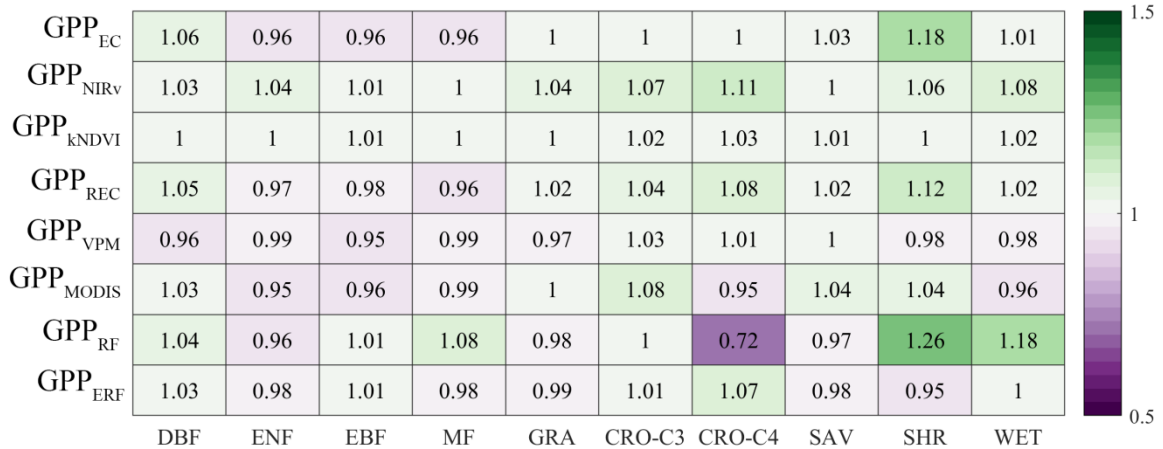 GPP_EC 1.06 0.96 0.96 0.96 1 1 1 1.03 1.18 1.01
GPP_NIRv 1.03 1.04 1.01 1 1.04 1.07 1.11 1 1.06 1.08
GPP_kNDVI 1 1 1.01 1 1 1.02 1.03 1.01 1 1.02
GPP_REC 1.05 0.97 0.98 0.96 1.02 1.04 1.08 1.02 1.12 1.02
GPP_VPM 0.96 0.99 0.95 0.99 0.97 1.03 1.01 1 0.98 0.98
GPP_MODIS 1.03 0.95 0.96 0.99 1 1.08 0.95 1.04 1.04 0.96
GPP_RF 1.04 0.96 1.01 1.08 0.98 1 0.72 0.97 1.26 1.18
GPP_ERF 1.03 0.98 1.01 0.98 0.99 1.01 1.07 0.98 0.95 1
DBF ENF EBF MF GRA CRO-C3 CRO-C4 SAV SHR WET
1.5
1
0.5